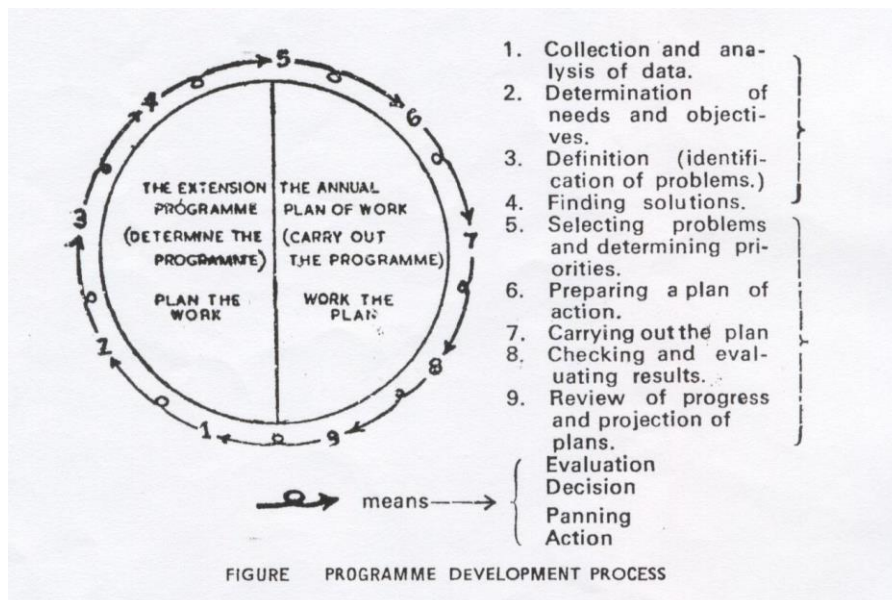 5
4
6
3
7
2
8
1
9
THE EXTENSION
PROGRAMME
(DETERMINE THE
PROGRAMME)
PLAN THE
WORK
THE ANNUAL
PLAN OF WORK
(CARRY OUT
THE PROGRAMME)
WORK THE
PLAN
1. Collection and ana-
lysis of data.
2. Determination of
needs and objecti-
ves.
3. Definition (identifi-
cation of problems.)
4. Finding solutions.
5. Selecting problems
and determining pri-
orities.
6. Preparing a plan of
action.
7. Carrying out the plan
8. Checking and eval-
uating results.
9. Review of progress
and projection of
plans.
means
Evaluation
Decision
Panning
Action
FIGURE PROGRAMME DEVELOPMENT PROCESS